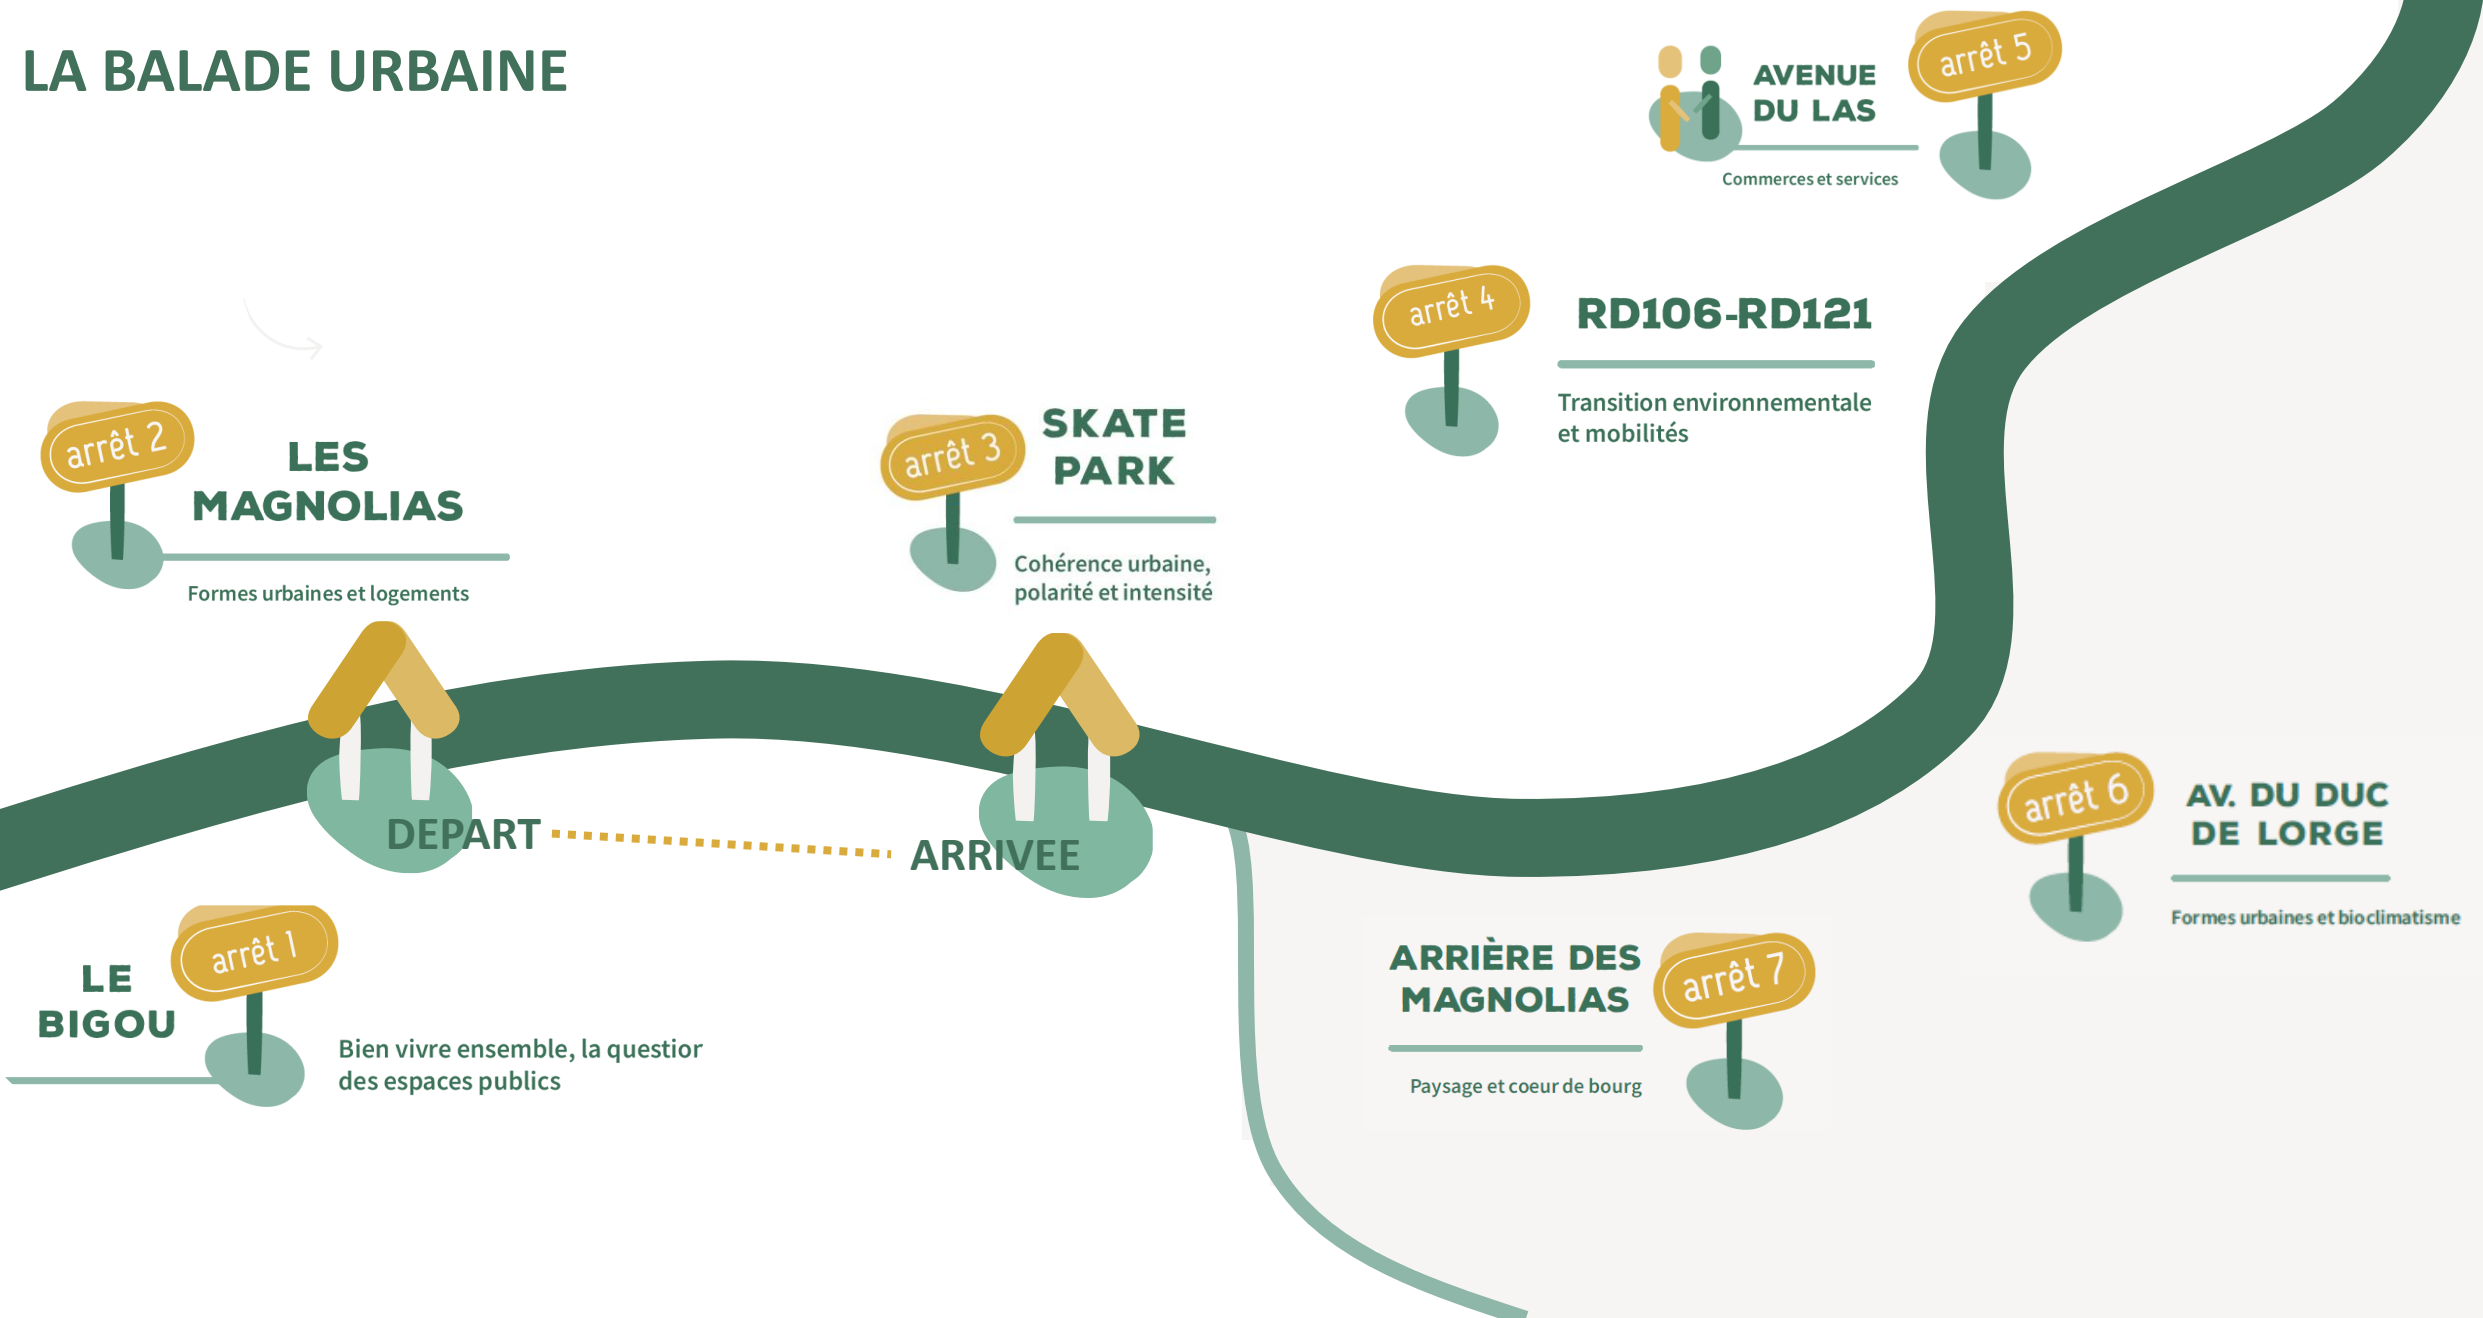 LA BALADE URBAINE
AVENUE
DU LAS
Commerces et services
arrêt 5
arrêt 4
RD106-RD121
Transition environnementale
et mobilités
arrêt 2
LES
MAGNOLIAS
Formes urbaines et logements
arrêt 3
SKATE
PARK
Cohérence urbaine,
polarité et intensité
DEPART
ARRIVEE
arrêt 6
AV. DU DUC
DE LORGE
Formes urbaines et bioclimatisme
LE
BIGOU
arrêt 1
Bien vivre ensemble, la question
des espaces publics
ARRIÈRE DES
MAGNOLIAS
arrêt 7
Paysage et coeur de bourg